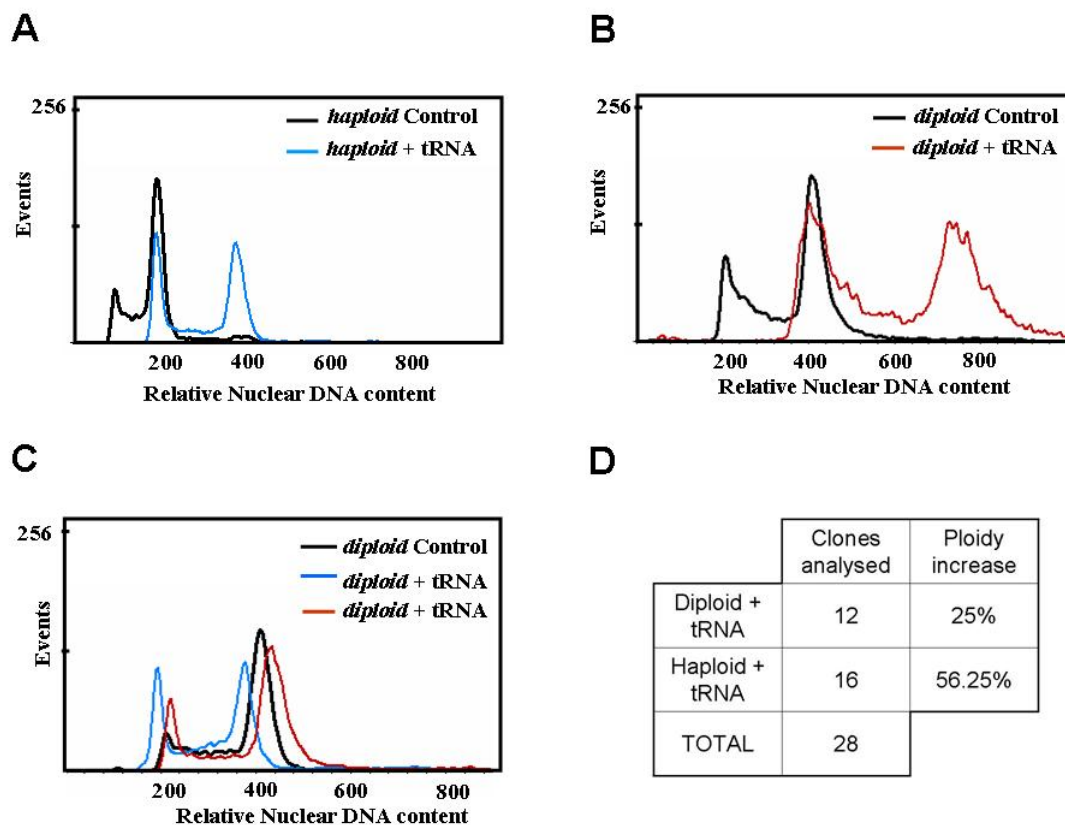 A
256
haploid Control
haploid + tRNA
Events
200 400 600 800
Relative Nuclear DNA content
B
256
diploid Control
diploid + tRNA
Events
200 400 600 800
Relative Nuclear DNA content
C
256
diploid Control
diploid + tRNA
diploid + tRNA
Events
200 400 600 800
Relative Nuclear DNA content
D
Clones
analysed
Ploidy
increase
Diploid +
tRNA
12
25%
Haploid +
tRNA
16
56.25%
TOTAL
28